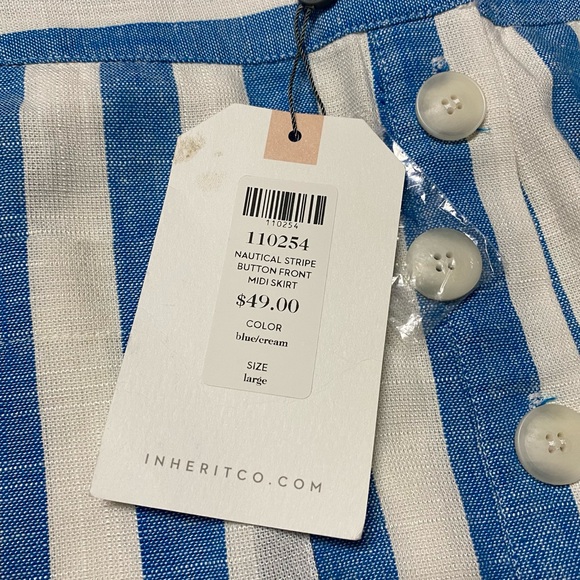 110254
110254
NAUTICAL STRIPE
BUTTON FRONT
MIDI SKIRT
$49.00
COLOR
blue/cream
SIZE
large
INHERITCO.COM